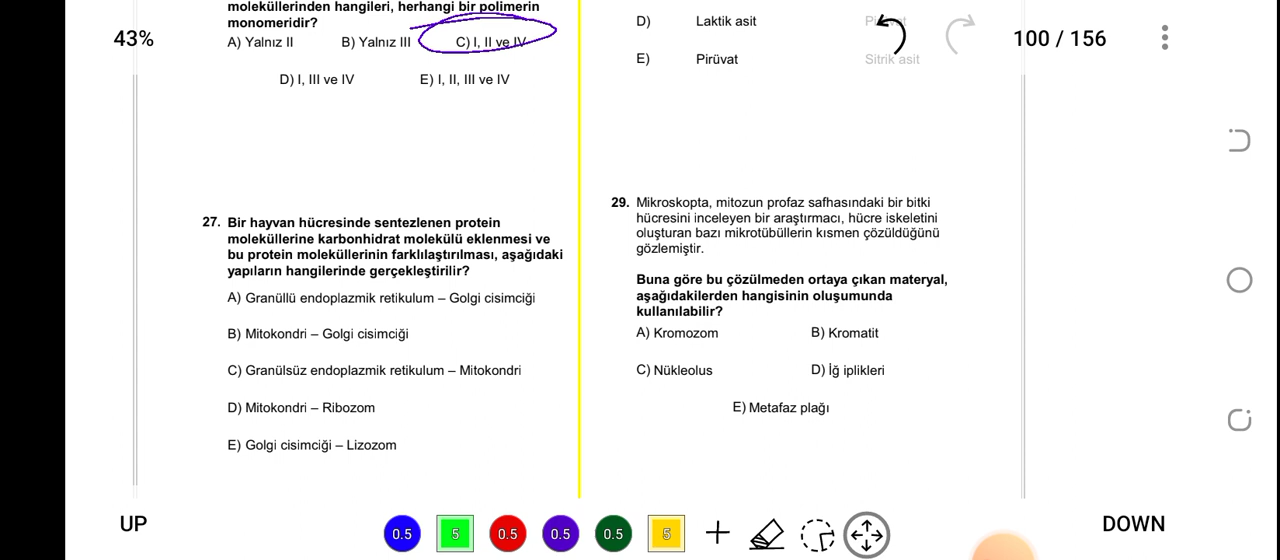 moleküllerinden hangileri, herhangi bir polimerin
monomeridir?
A) Yalnız II B) Yalnız III C) I, II ve IV
D) I, III ve IV E) I, II, III ve IV
27. Bir hayvan hücresinde sentezlenen protein
moleküllerine karbonhidrat molekülü eklenmesi ve
bu protein moleküllerinin farklılaştırılması, aşağıdaki
yapıların hangilerinde gerçekleştirilir?
A) Granüllü endoplazmik retikulum – Golgi cisimciği
B) Mitokondri – Golgi cisimciği
C) Granülsüz endoplazmik retikulum – Mitokondri
D) Mitokondri – Ribozom
E) Golgi cisimciği – Lizozom
D) Laktik asit
E) Pirüvat Sitrik asit
29. Mikroskopta, mitozun profaz safhasındaki bir bitki
hücresini inceleyen bir araştırmacı, hücre iskeletini
oluşturan bazı mikrotübüllerin kısmen çözüldüğünü
gözlemiştir.
Buna göre bu çözülmeden ortaya çıkan materyal,
aşağıdakilerden hangisinin oluşumunda
kullanılabilir?
A) Kromozom B) Kromatit
C) Nükleolus D) İğ iplikleri
E) Metafaz plağı
43%
100 / 156
UP
0.5 5 0.5 0.5 0.5 5
DOWN